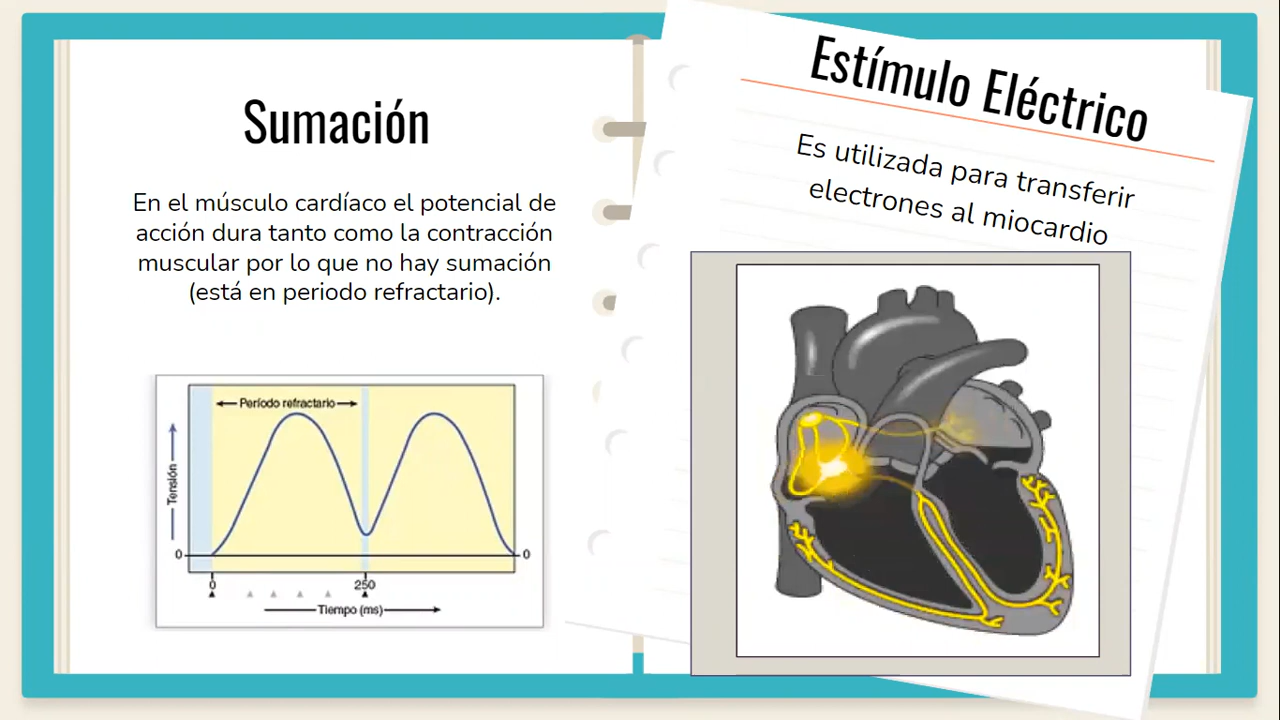 Sumación
En el músculo cardíaco el potencial de
acción dura tanto como la contracción
muscular por lo que no hay sumación
(está en periodo refractario).
Período refractario
Tensión
0
0
0
250
Tiempo (ms)
Estímulo Eléctrico
Es utilizada para transferir
electrones al miocardio